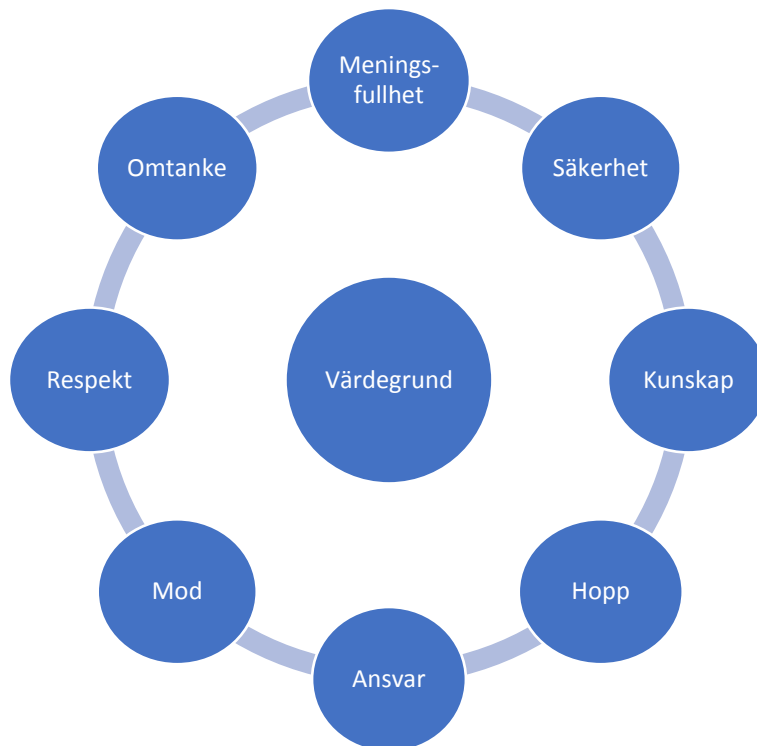 Menings-
fullhet
Omtanke
Säkerhet
Respekt
Värdegrund
Kunskap
Mod
Hopp
Ansvar